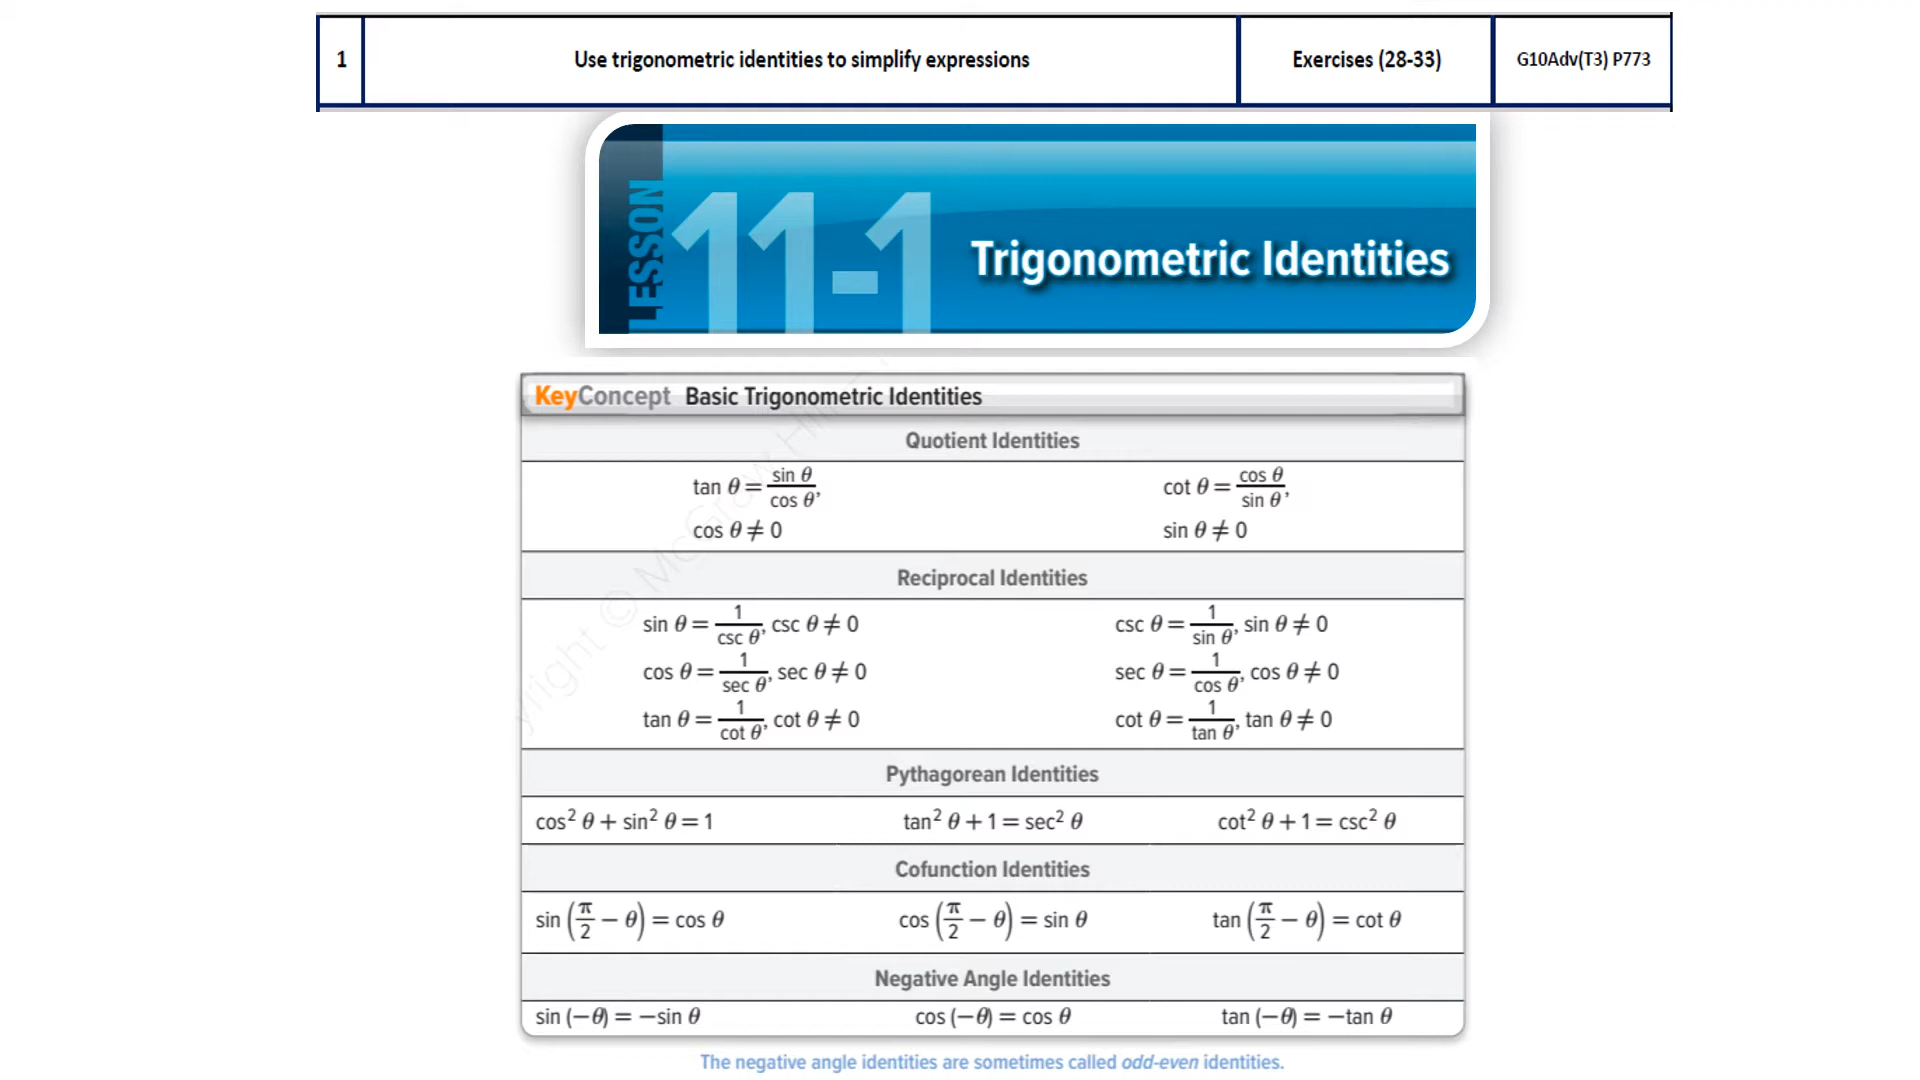 1 Use trigonometric identities to simplify expressions Exercises (28-33) G10Adv(T3) P773
LESSON 11-1 Trigonometric Identities
KeyConcept Basic Trigonometric Identities
Quotient Identities
tan θ = sin θ / cos θ, cot θ = cos θ / sin θ,
cos θ ≠ 0 sin θ ≠ 0
Reciprocal Identities
sin θ = 1 / csc θ, csc θ ≠ 0 csc θ = 1 / sin θ, sin θ ≠ 0
cos θ = 1 / sec θ, sec θ ≠ 0 sec θ = 1 / cos θ, cos θ ≠ 0
tan θ = 1 / cot θ, cot θ ≠ 0 cot θ = 1 / tan θ, tan θ ≠ 0
Pythagorean Identities
cos² θ + sin² θ = 1 tan² θ + 1 = sec² θ cot² θ + 1 = csc² θ
Cofunction Identities
sin (π/2 − θ) = cos θ cos (π/2 − θ) = sin θ tan (π/2 − θ) = cot θ
Negative Angle Identities
sin (−θ) = −sin θ cos (−θ) = cos θ tan (−θ) = −tan θ
The negative angle identities are sometimes called odd-even identities.